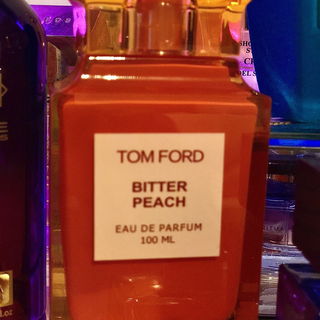 TOM FORD
BITTER
PEACH
EAU DE PARFUM
100 ML